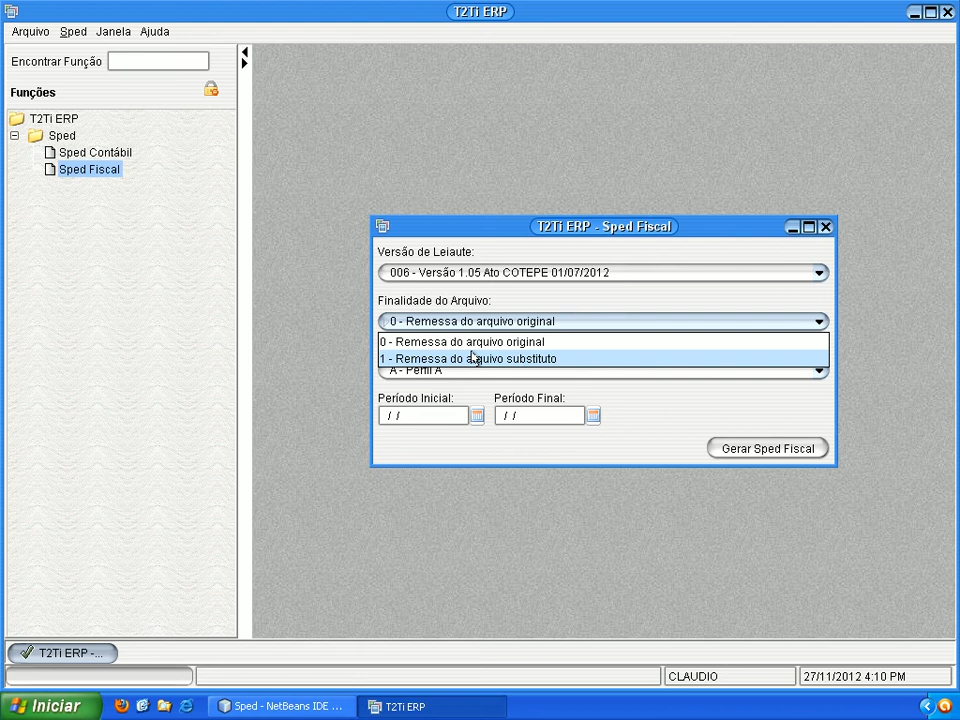 T2Ti ERP
Arquivo Sped Janela Ajuda
Encontrar Função
Funções
T2Ti ERP
Sped
Sped Contábil
Sped Fiscal
T2Ti ERP - Sped Fiscal
Versão de Leiaute:
006 - Versão 1.05 Ato COTEPE 01/07/2012
Finalidade do Arquivo:
0 - Remessa do arquivo original
0 - Remessa do arquivo original
1 - Remessa do arquivo substituto
A - Perfil A
Período Inicial: Período Final:
/ / / /
Gerar Sped Fiscal
T2Ti ERP -...
CLAUDIO 27/11/2012 4:10 PM
Iniciar Sped - NetBeans IDE ... T2Ti ERP